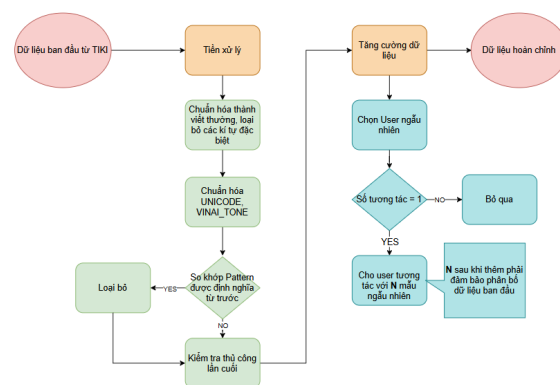 Dữ liệu ban đầu từ TIKI
Tiền xử lý
Chuẩn hóa thành
viết thường, loại
bỏ các kí tự đặc
biệt
Chuẩn hóa
UNICODE,
VINAI_TONE
So khớp Pattern
được định nghĩa
từ trước
YES
Loại bỏ
NO
Kiểm tra thủ công
lần cuối
Tăng cường dữ
liệu
Dữ liệu hoàn chỉnh
Chọn User ngẫu
nhiên
Số tương tác = 1
NO
Bỏ qua
YES
Cho user tương
tác với N mẫu
ngẫu nhiên
N sau khi thêm phải
đảm bảo phân bổ
dữ liệu ban đầu